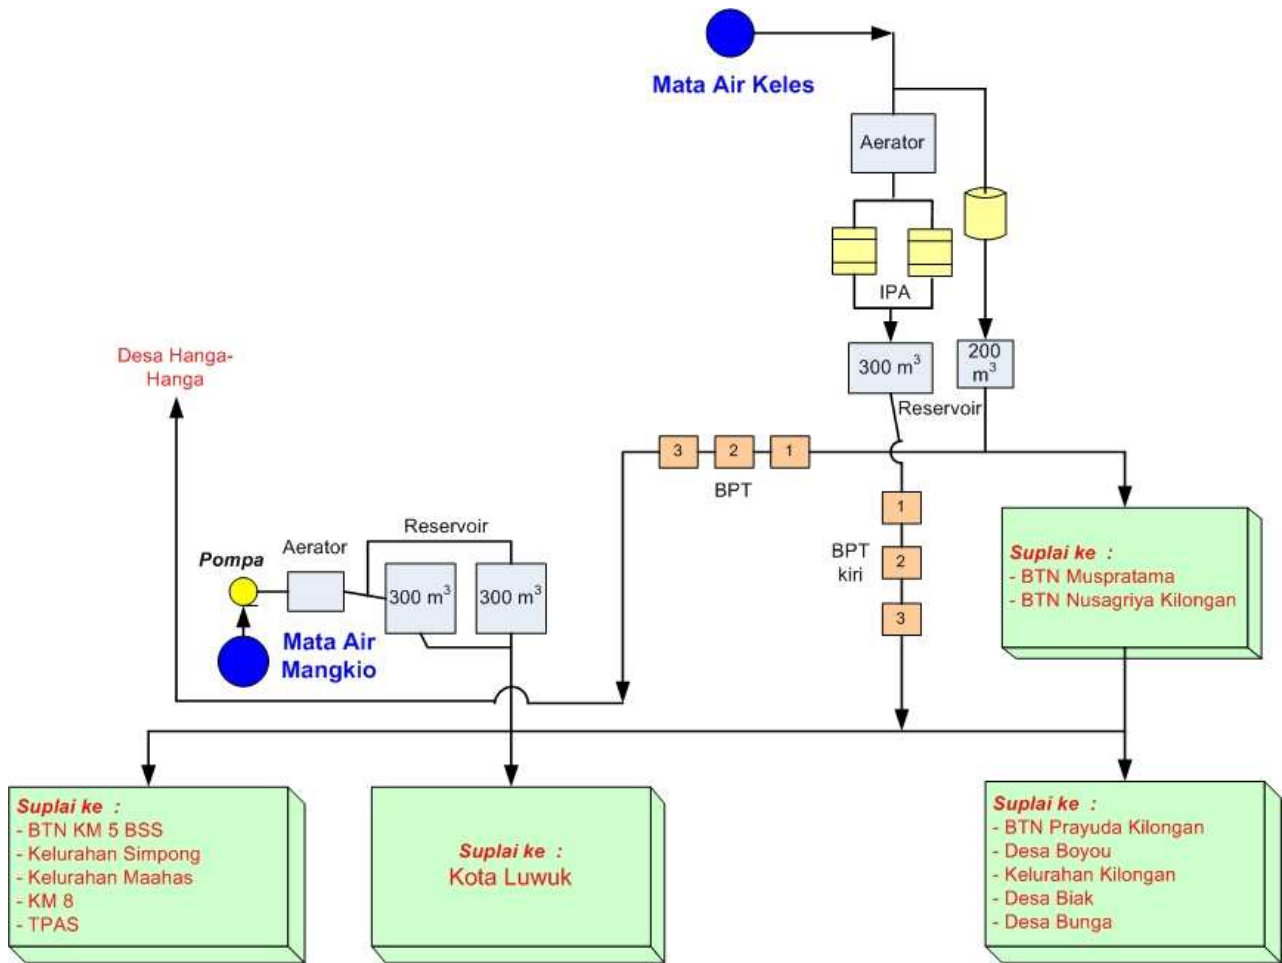 Mata Air Keles
Aerator
IPA
300 m³
200
m³
Reservoir
Desa Hanga-
Hanga
3
2
1
BPT
1
BPT
kiri
2
3
Suplai ke :
- BTN Muspratama
- BTN Nusagriya Kilongan
Reservoir
Aerator
Pompa
300 m³
300 m³
Mata Air
Mangkio
Suplai ke :
- BTN KM 5 BSS
- Kelurahan Simpong
- Kelurahan Maahas
- KM 8
- TPAS
Suplai ke :
Kota Luwuk
Suplai ke :
- BTN Prayuda Kilongan
- Desa Boyou
- Kelurahan Kilongan
- Desa Biak
- Desa Bunga